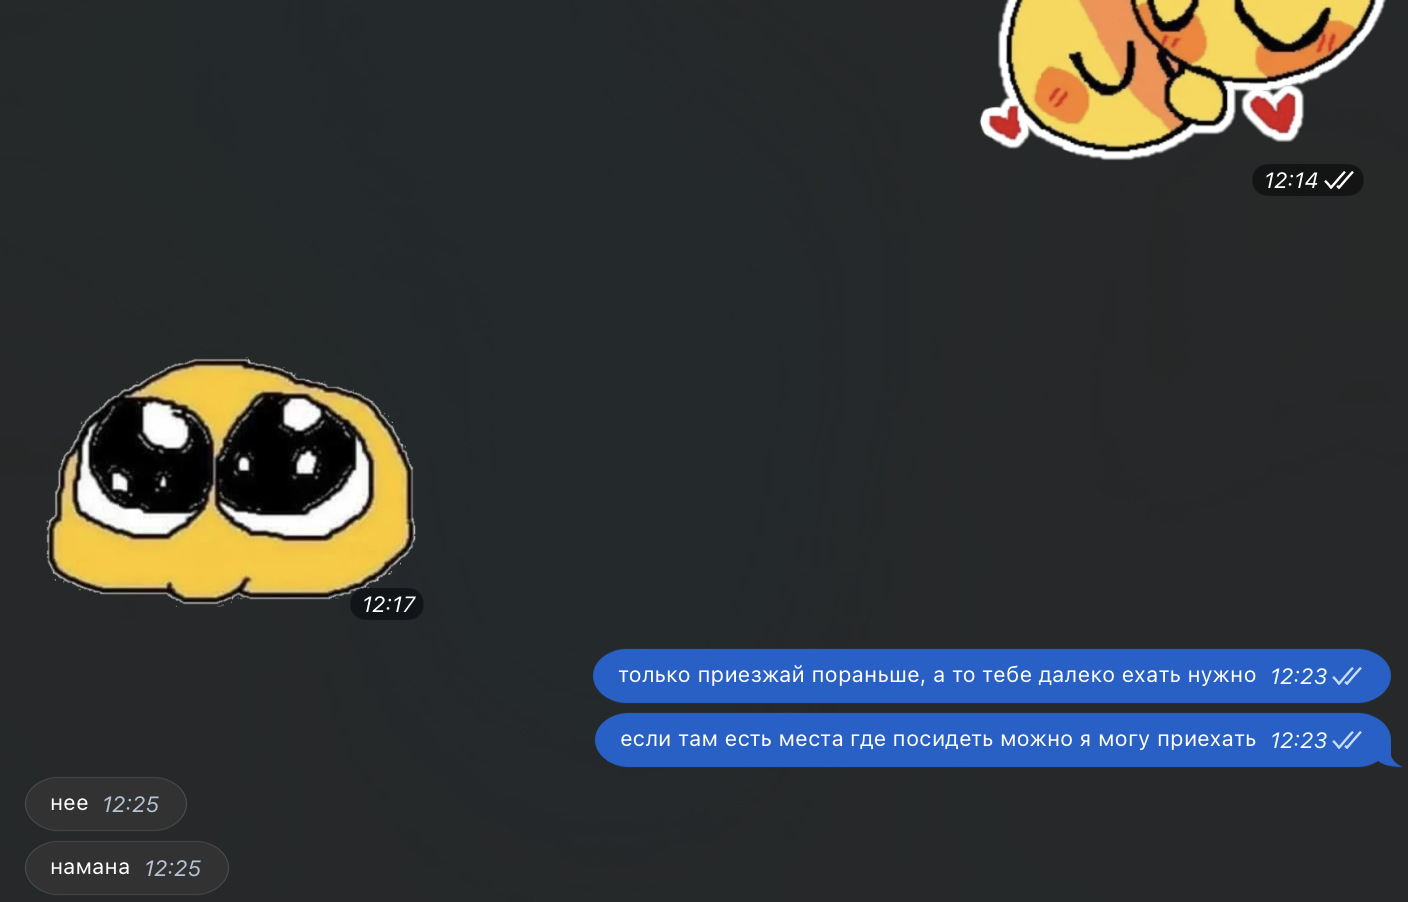 12:14
12:17
только приезжай пораньше, а то тебе далеко ехать нужно 12:23
если там есть места где посидеть можно я могу приехать 12:23
нее 12:25
намана 12:25